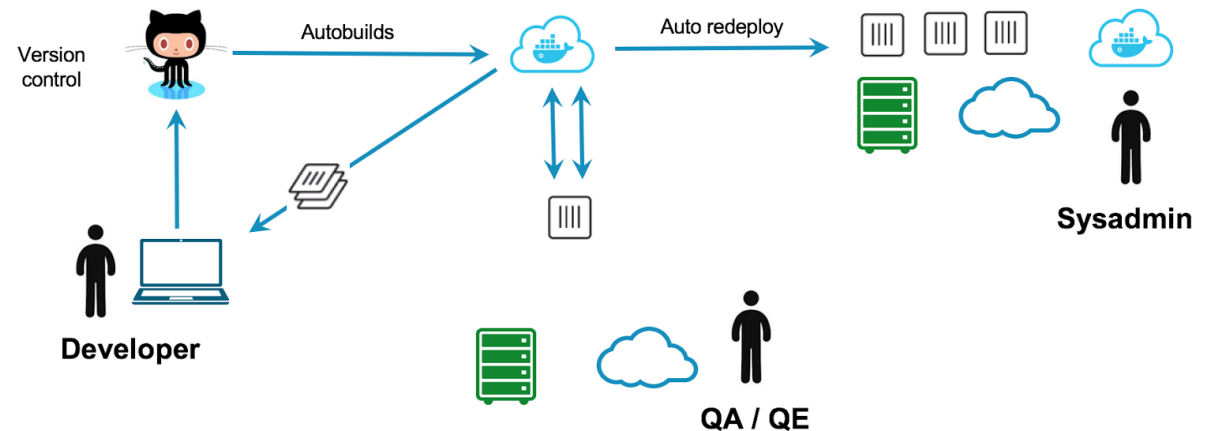 Version
control
Autobuilds
Auto redeploy
Sysadmin
Developer
QA / QE